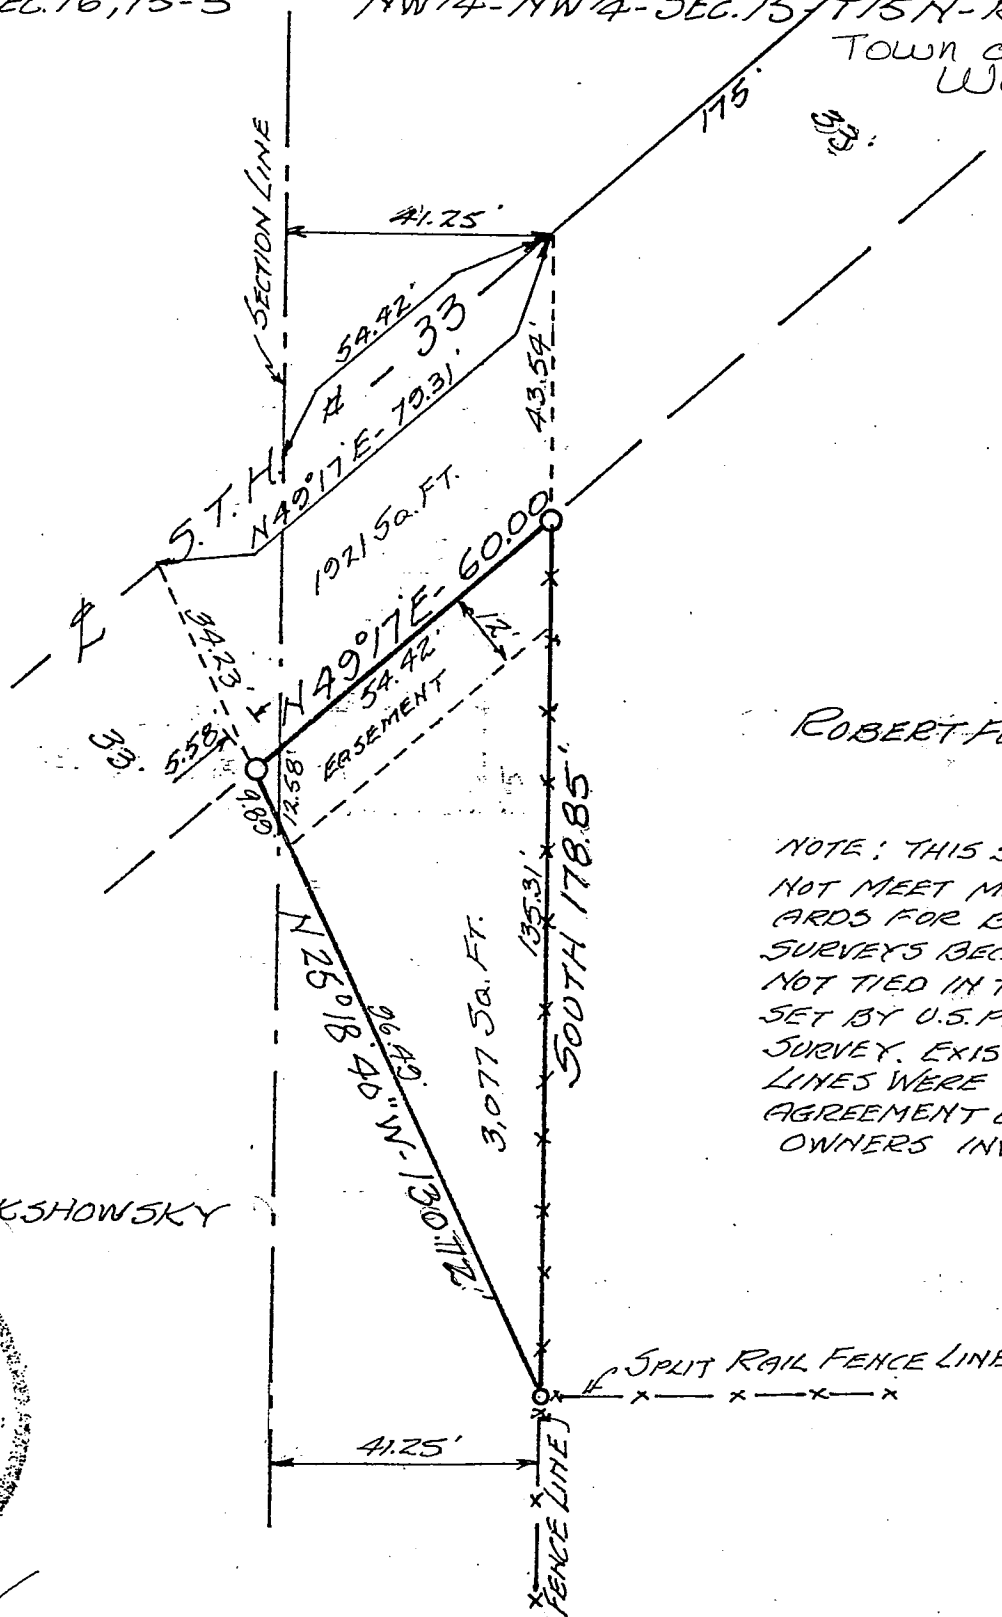 NW¼-NW¼-SEC.15-T15N-
TOWN
SECTION LINE
41.25'
175'
33'
54.42'
S.T.H. # - 33
N49°17'E- 79.31'
43.54'
1921 SQ. FT.
N49°17'E- 60.00
54.42'
12'
EASEMENT
34.23'
5.58'
33'
12.58'
9.89
135.31'
SOUTH 178.85'
3,077 SQ. FT.
N 25°18'40"W-130.12'
ROBERT
NOTE: THIS
NOT MEET
ARDS FOR
SURVEYS
NOT TIED IN
SET BY U.S.
SURVEY. EXIS
LINES WERE
AGREEMENT
OWNERS
KSHOWSKY
SPLIT RAIL FENCE LINE
41.25'
FENCE LINE